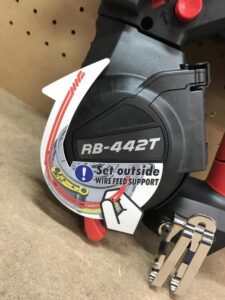 RB-442T
! Set outside
-WIRE FEED SUPPORT